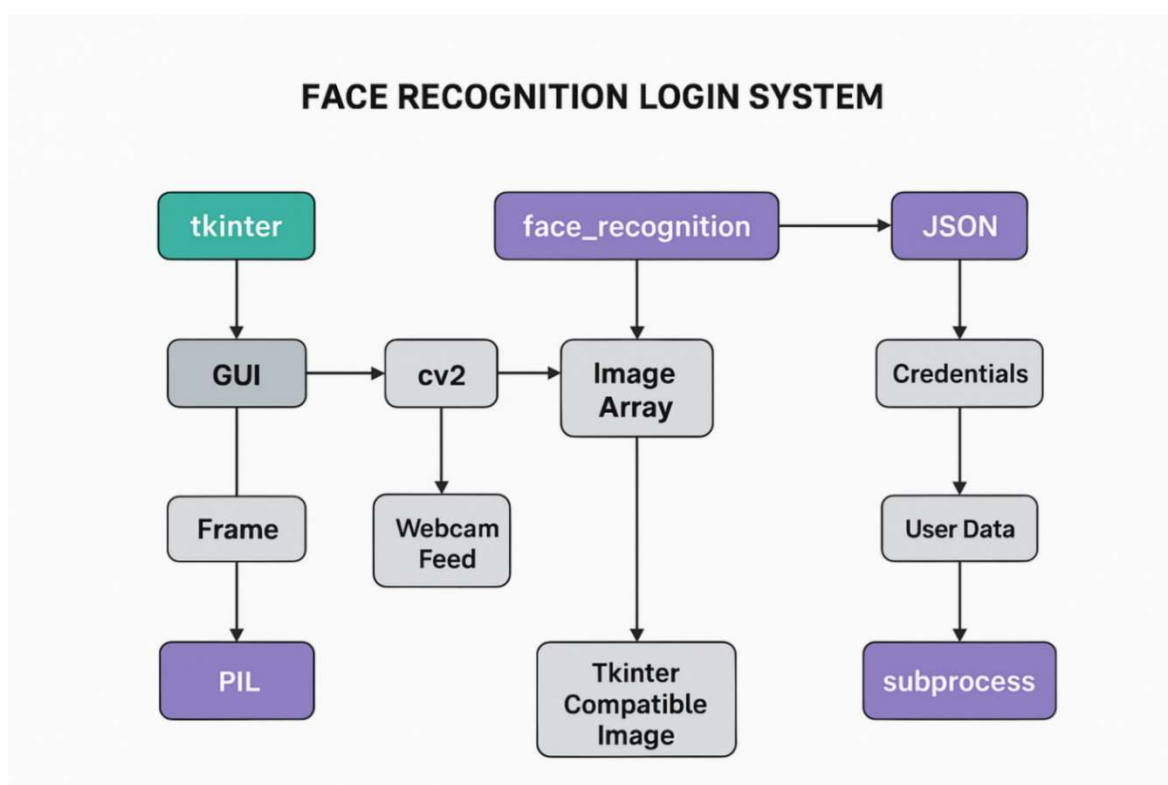 FACE RECOGNITION LOGIN SYSTEM
tkinter
face_recognition
JSON
GUI
cv2
Image
Array
Credentials
Frame
Webcam
Feed
User Data
PIL
Tkinter
Compatible
Image
subprocess